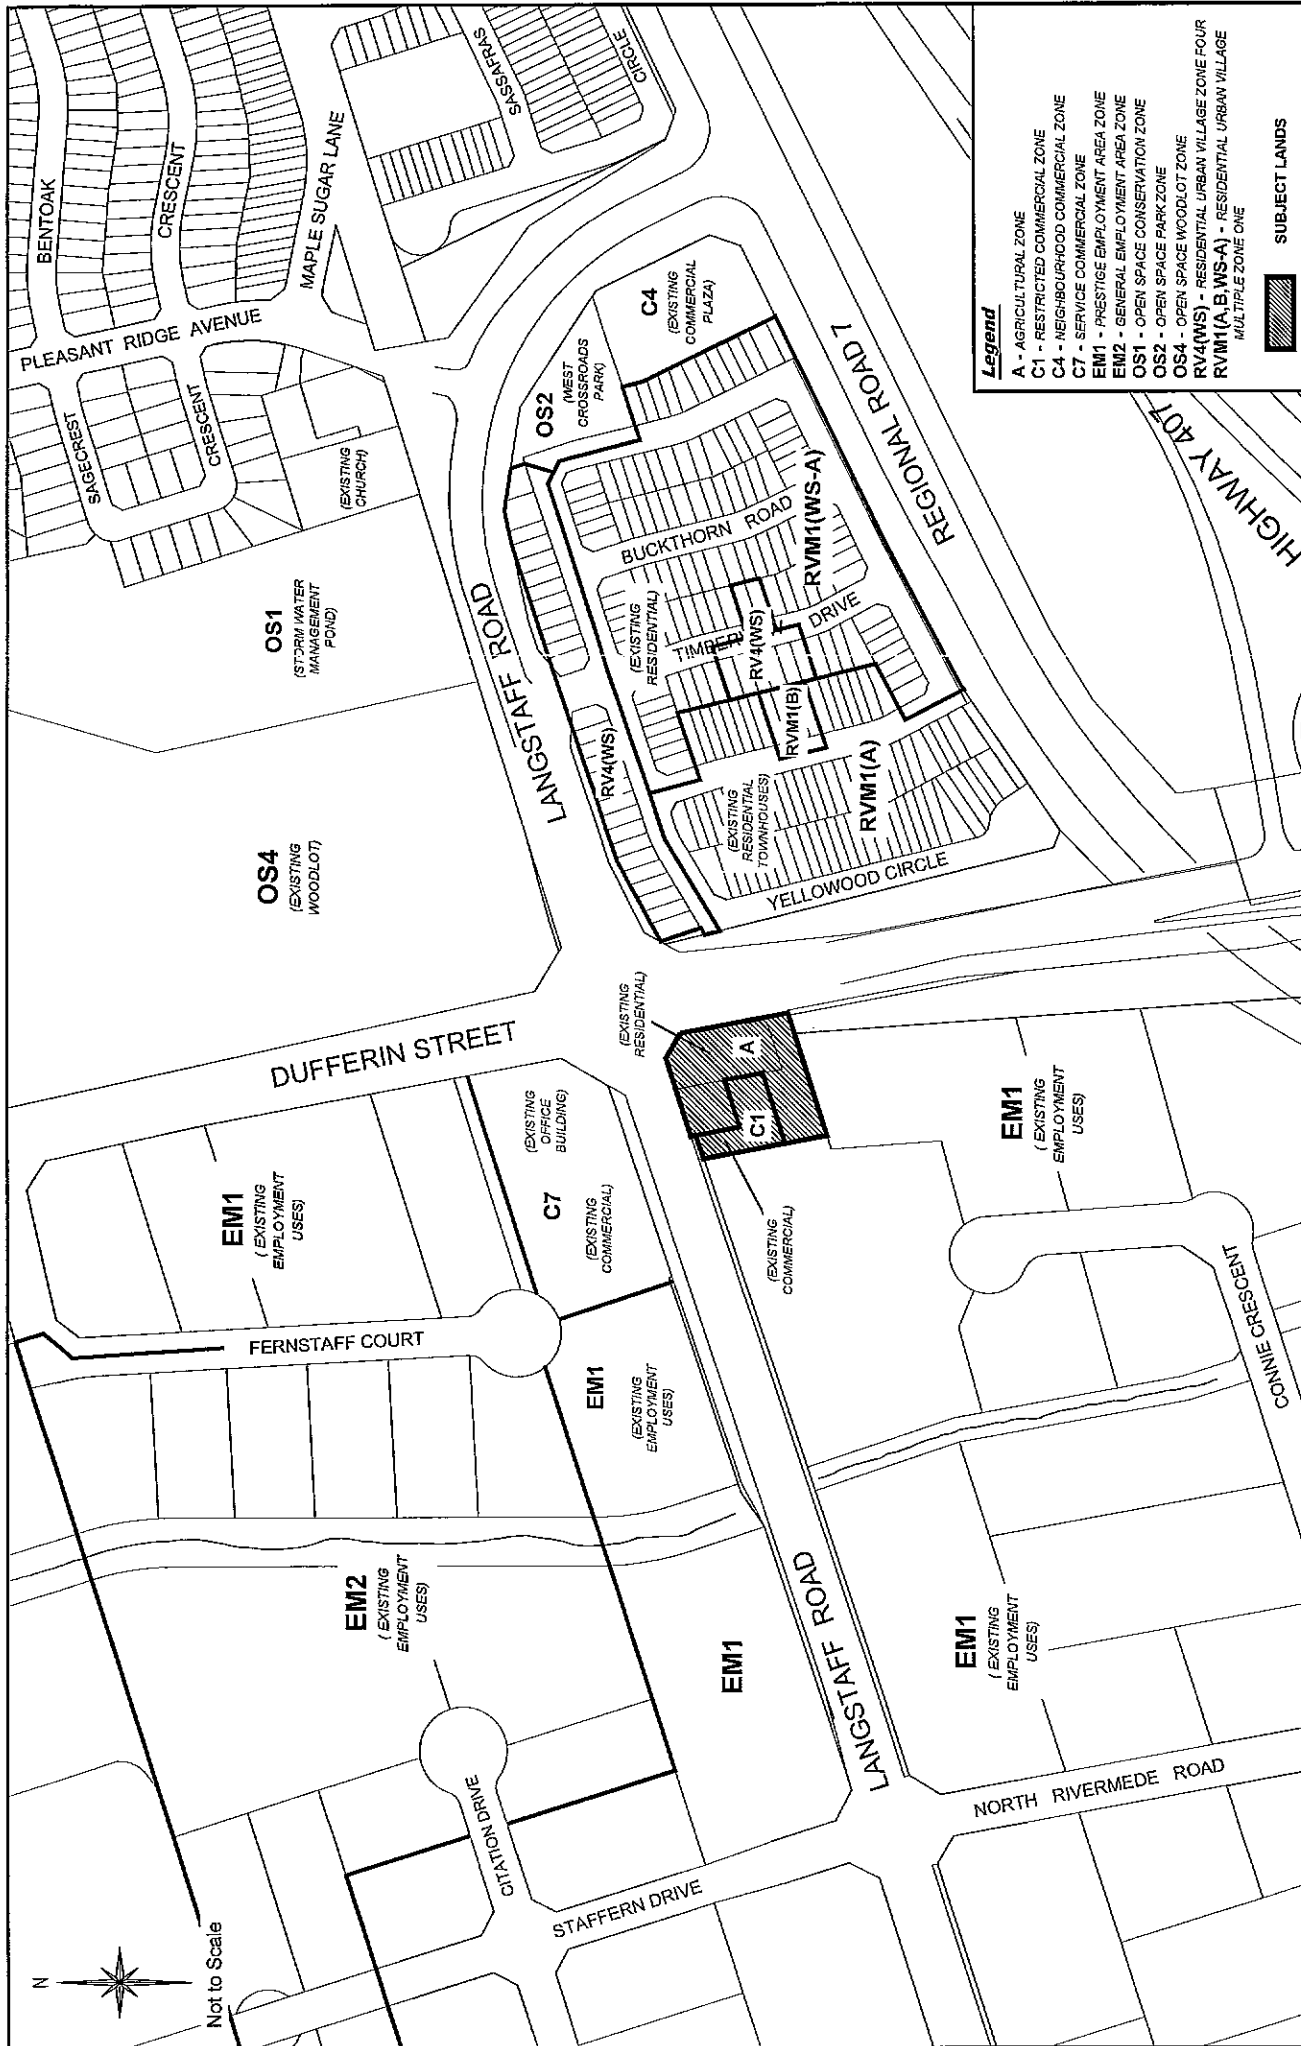 N
Not to Scale
BENTOAK
CRESCENT
MAPLE SUGAR LANE
SASSAFRAS
CIRCLE
PLEASANT RIDGE AVENUE
SAGECREST
CRESCENT
(EXISTING
CHURCH)
OS1
(STORM WATER
MANAGEMENT
POND)
OS4
(EXISTING
WOODLOT)
DUFFERIN STREET
LANGSTAFF ROAD
OS2
(WEST
CROSSROADS
PARK)
C4
(EXISTING
COMMERCIAL
PLAZA)
REGIONAL ROAD 7
HIGHWAY 407
BUCKTHORN ROAD
RVM1(WS-A)
(EXISTING
RESIDENTIAL)
DRIVE
RV4(WS)
RV4(WS)
RVM1(B)
RVM1(A)
(EXISTING
RESIDENTIAL
TOWNHOUSES)
YELLOWOOD CIRCLE
(EXISTING
RESIDENTIAL)
A
C1
(EXISTING
COMMERCIAL)
EM1
( EXISTING
EMPLOYMENT
USES)
(EXISTING
OFFICE
BUILDING)
C7
(EXISTING
COMMERCIAL)
FERNSTAFF COURT
EM1
(EXISTING
EMPLOYMENT
USES)
EM1
( EXISTING
EMPLOYMENT
USES)
CONNIE CRESCENT
EM2
( EXISTING
EMPLOYMENT
USES)
EM1
LANGSTAFF ROAD
EM1
( EXISTING
EMPLOYMENT
USES)
CITATION DRIVE
STAFFERN DRIVE
NORTH RIVERMEDE ROAD
Legend
A - AGRICULTURAL ZONE
C1 - RESTRICTED COMMERCIAL ZONE
C4 - NEIGHBOURHOOD COMMERCIAL ZONE
C7 - SERVICE COMMERCIAL ZONE
EM1 - PRESTIGE EMPLOYMENT AREA ZONE
EM2 - GENERAL EMPLOYMENT AREA ZONE
OS1 - OPEN SPACE CONSERVATION ZONE
OS2 - OPEN SPACE PARK ZONE
OS4 - OPEN SPACE WOODLOT ZONE
RV4(WS) - RESIDENTIAL URBAN VILLAGE ZONE FOUR
RVM1(A,B,WS-A) - RESIDENTIAL URBAN VILLAGE
MULTIPLE ZONE ONE
SUBJECT LANDS